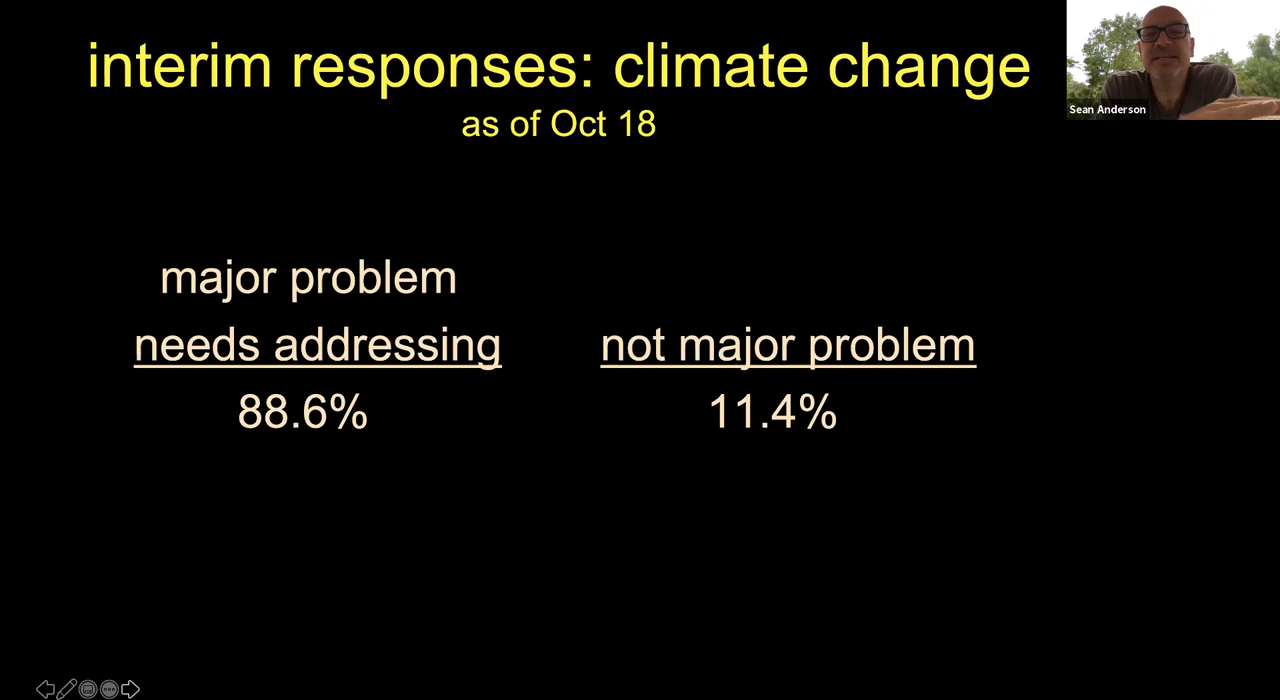 interim responses: climate change
as of Oct 18
Sean Anderson
major problem
needs addressing
not major problem
88.6%
11.4%